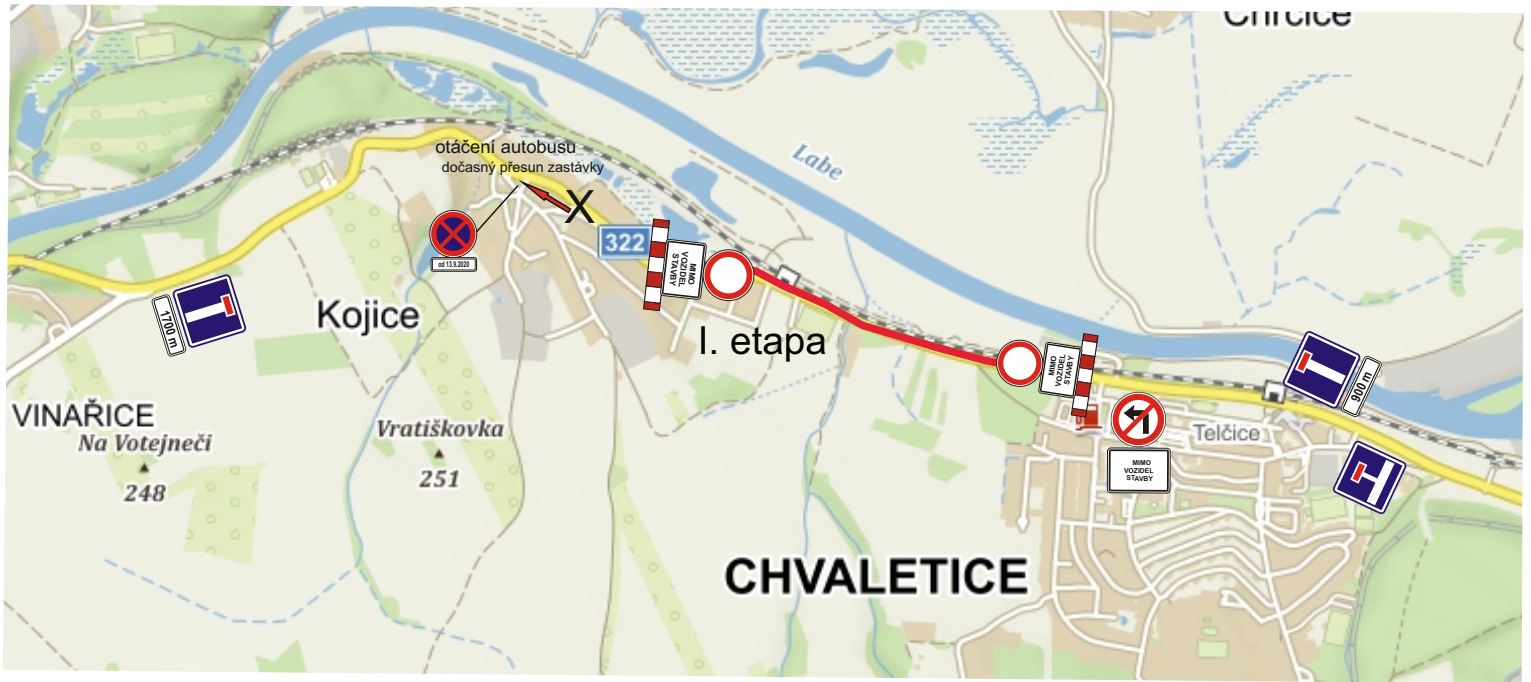 Chrčice
otáčení autobusu
dočasný přesun zastávky
Labe
X
322
od 13.9.2020
MIMO
VOZIDEL
STAVBY
1700 m
Kojice
I. etapa
MIMO
VOZIDEL
STAVBY
900 m
VINAŘICE
Na Votejneči
248
Vratiškovka
251
Telčice
MIMO
VOZIDEL
STAVBY
CHVALETICE